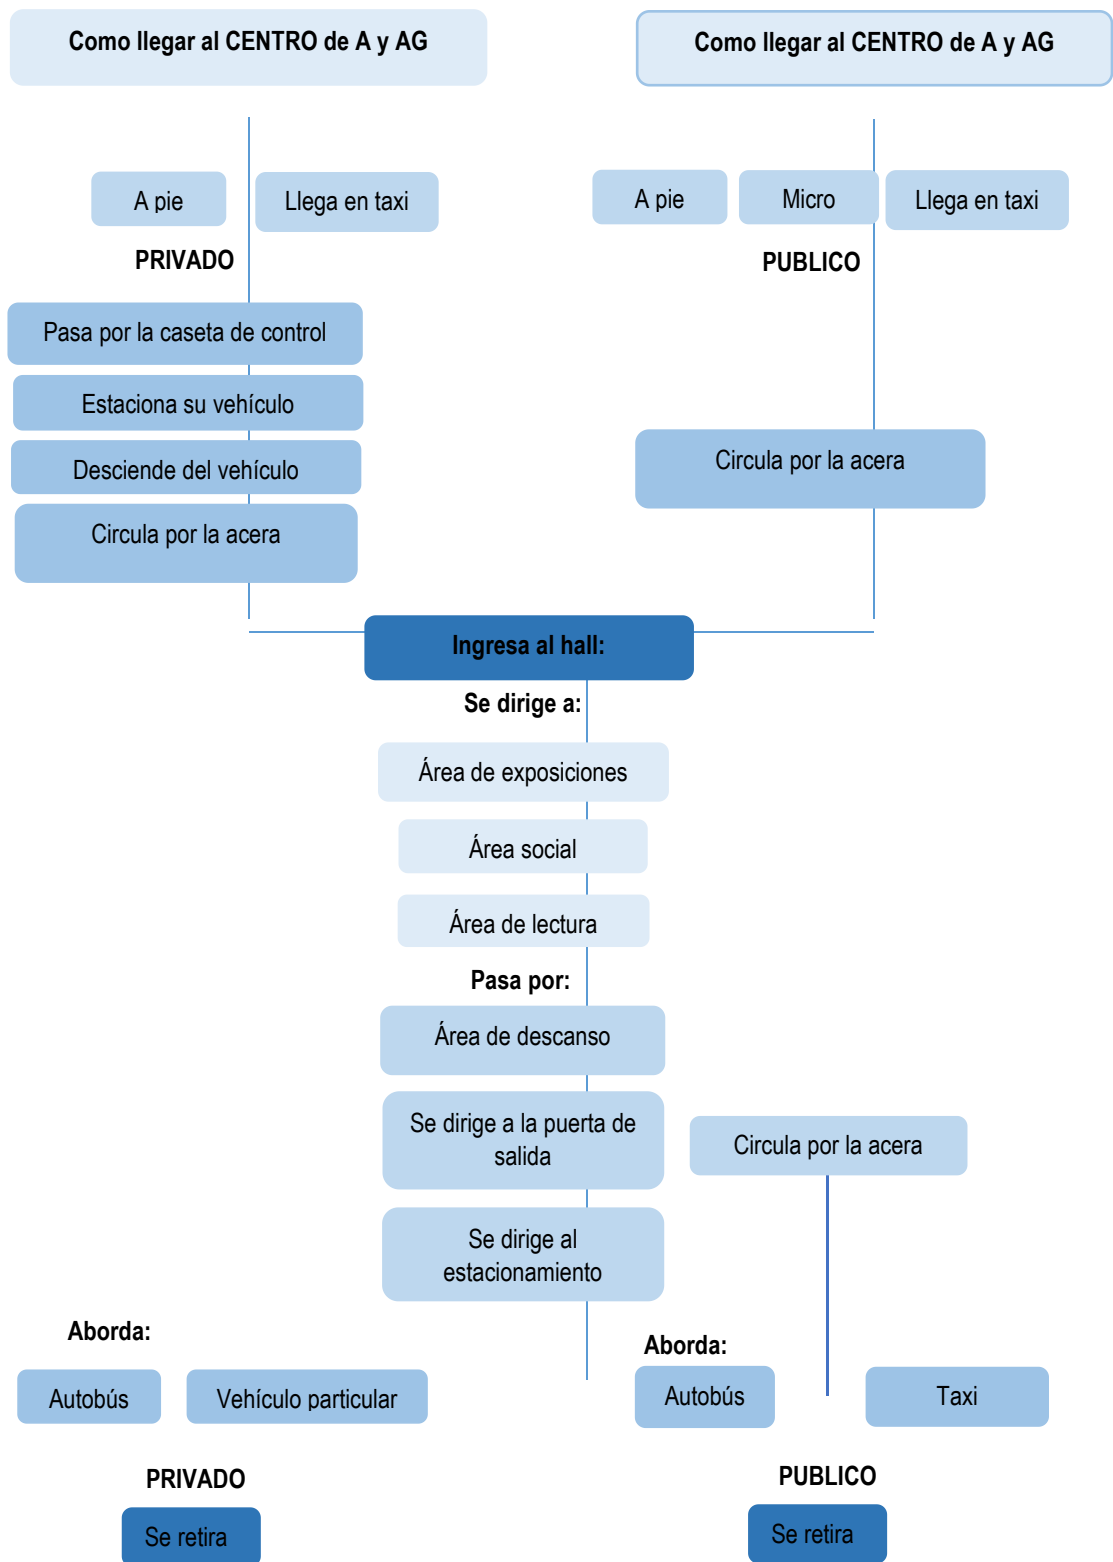 Como llegar al CENTRO de A y AG
Como llegar al CENTRO de A y AG
A pie
Llega en taxi
A pie
Micro
Llega en taxi
PRIVADO
PUBLICO
Pasa por la caseta de control
Estaciona su vehículo
Desciende del vehículo
Circula por la acera
Circula por la acera
Ingresa al hall:
Se dirige a:
Área de exposiciones
Área social
Área de lectura
Pasa por:
Área de descanso
Se dirige a la puerta de
salida
Circula por la acera
Se dirige al
estacionamiento
Aborda:
Autobús
Vehículo particular
Aborda:
Autobús
Taxi
PRIVADO
PUBLICO
Se retira
Se retira